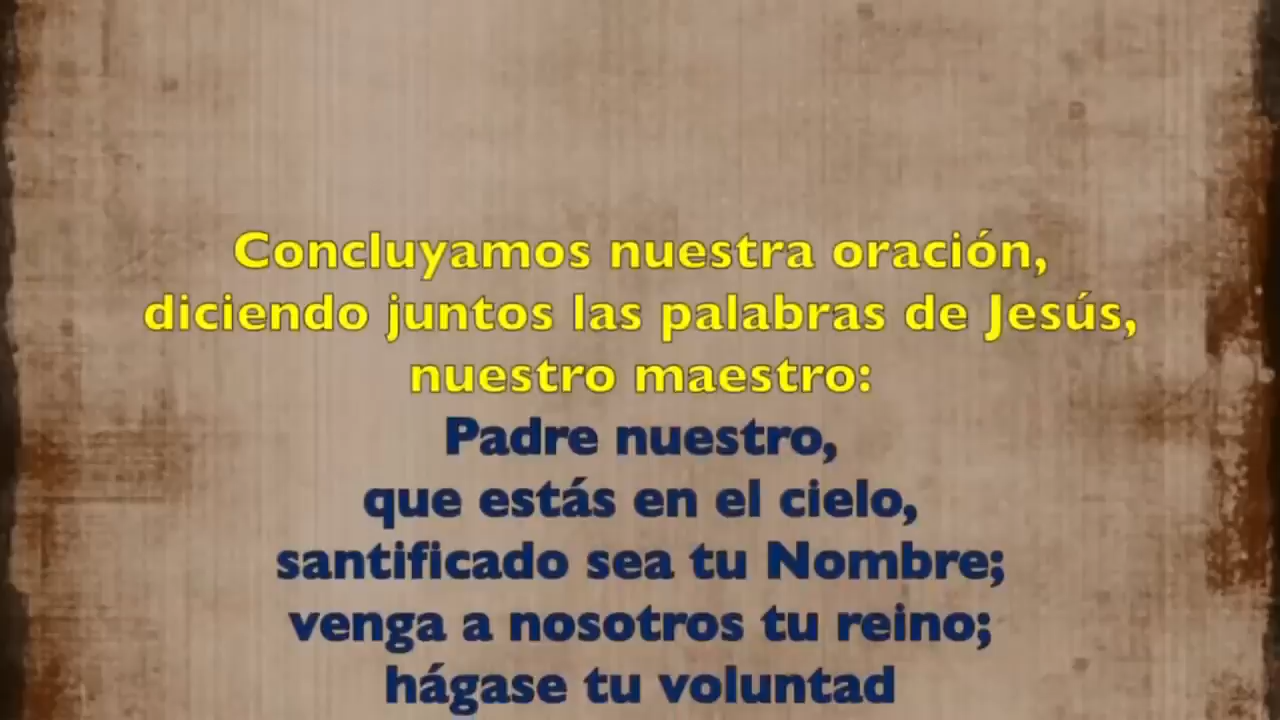 Concluyamos nuestra oración,
diciendo juntos las palabras de Jesús,
nuestro maestro:
Padre nuestro,
que estás en el cielo,
santificado sea tu Nombre;
venga a nosotros tu reino;
hágase tu voluntad